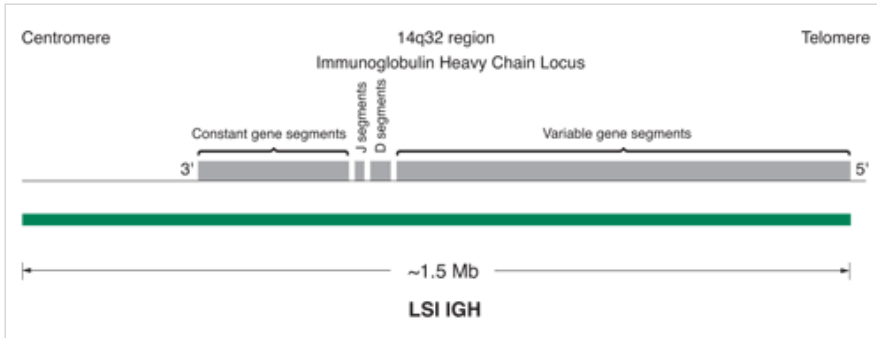 Centromere 14q32 region Telomere
Immunoglobulin Heavy Chain Locus
Constant gene segments J segments D segments Variable gene segments
3' 5'
~1.5 Mb
LSI IGH